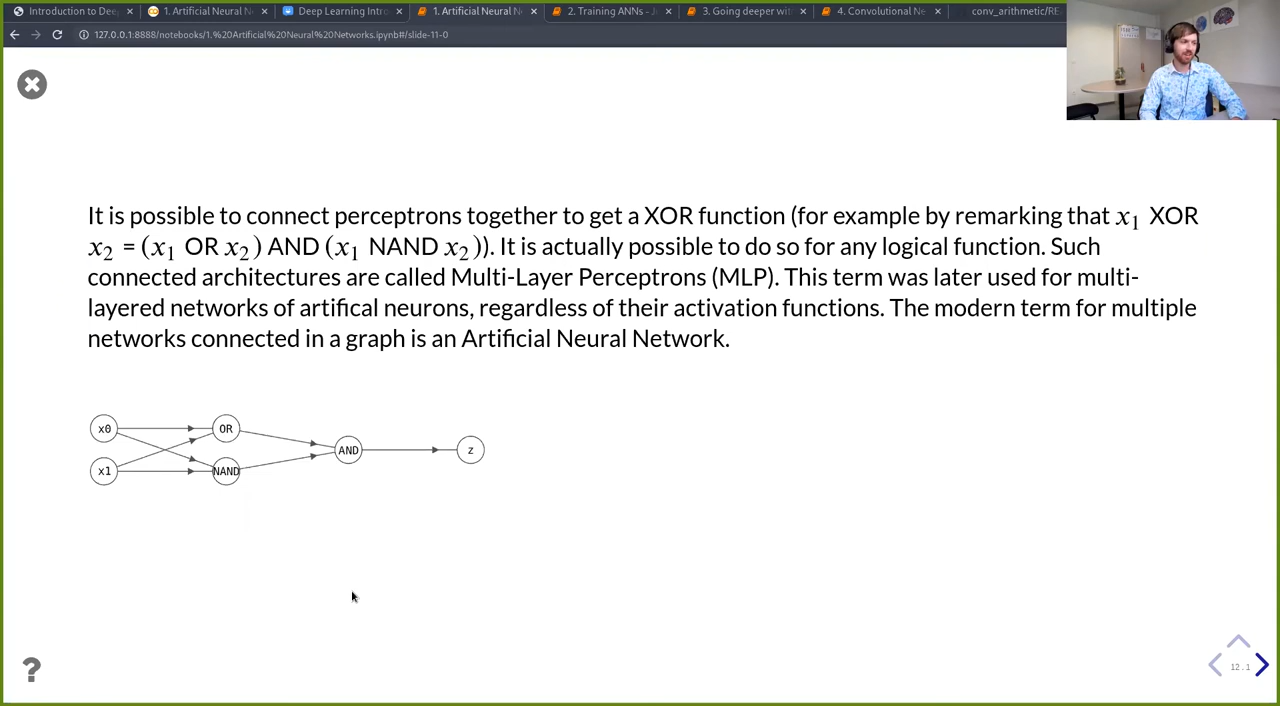 Introduction to Dee
1. Artificial Neural N
Deep Learning Intro
1. Artificial Neural N
2. Training ANNs - J
3. Going deeper wit
4. Convolutional Ne
conv_arithmetic/RE
127.0.0.1:8888/notebooks/1.%20Artificial%20Neural%20Networks.ipynb#/slide-11-0
It is possible to connect perceptrons together to get a XOR function (for example by remarking that x1 XOR
x2 = (x1 OR x2) AND (x1 NAND x2)). It is actually possible to do so for any logical function. Such
connected architectures are called Multi-Layer Perceptrons (MLP). This term was later used for multi-
layered networks of artifical neurons, regardless of their activation functions. The modern term for multiple
networks connected in a graph is an Artificial Neural Network.
x0
OR
AND
z
x1
NAND
?
12.1